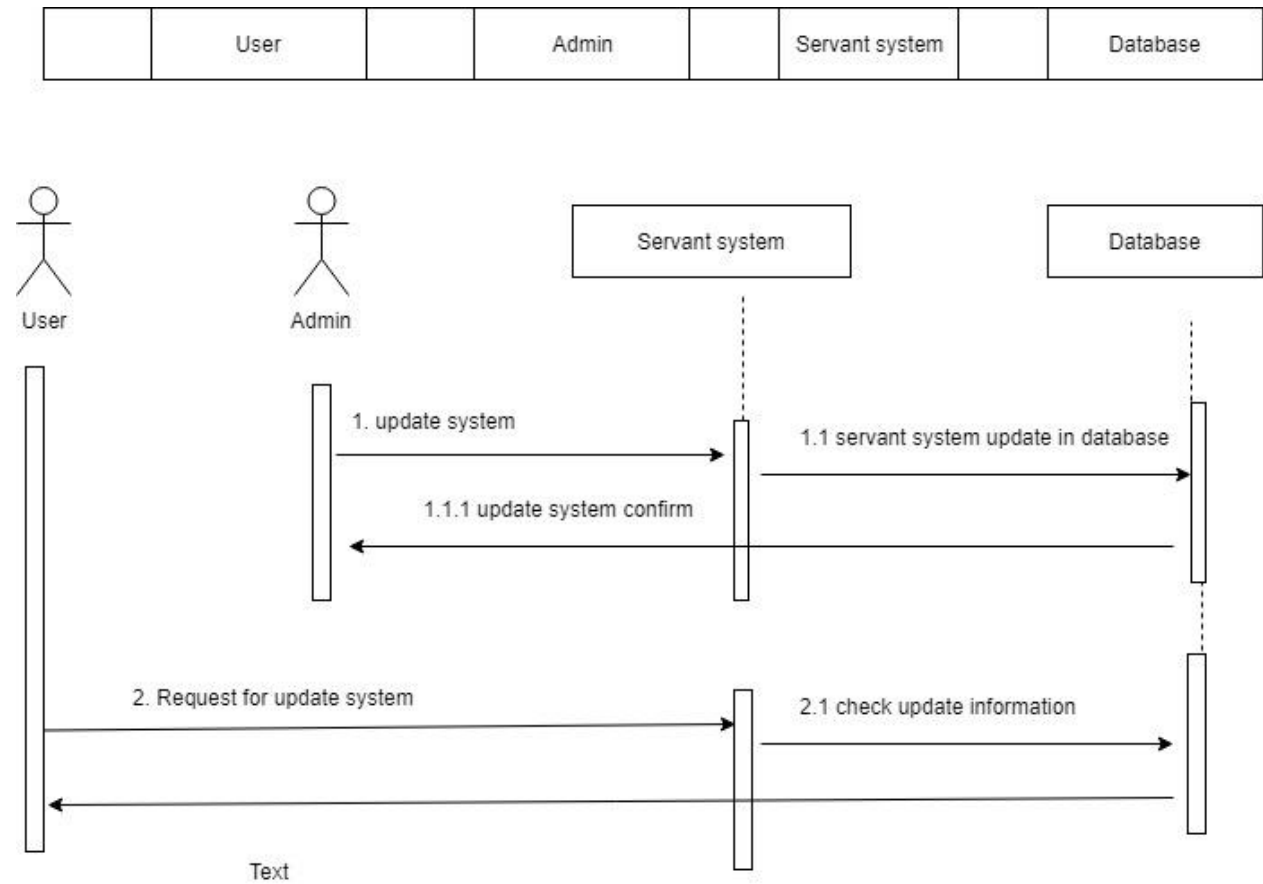 User
Admin
Servant system
Database
Servant system
Database
User
Admin
1. update system
1.1 servant system update in database
1.1.1 update system confirm
2. Request for update system
2.1 check update information
Text